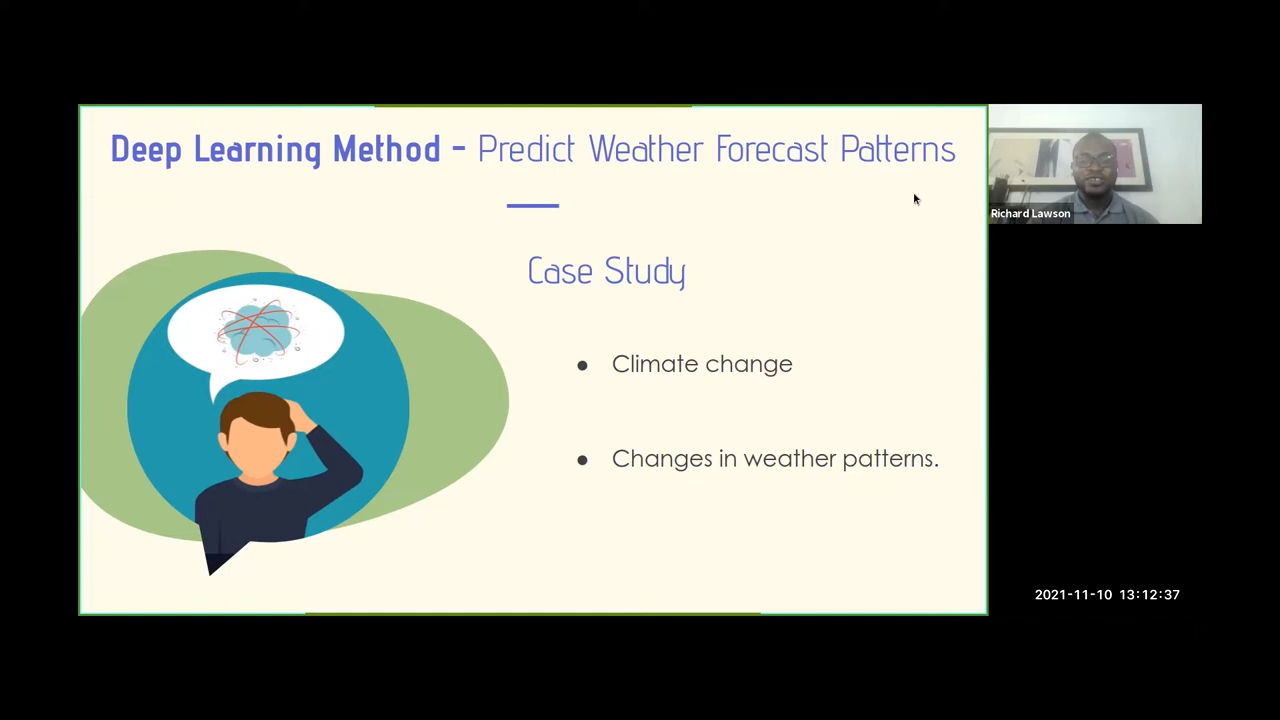 Deep Learning Method - Predict Weather Forecast Patterns
Richard Lawson
Case Study
● Climate change
● Changes in weather patterns.
2021-11-10 13:12:37